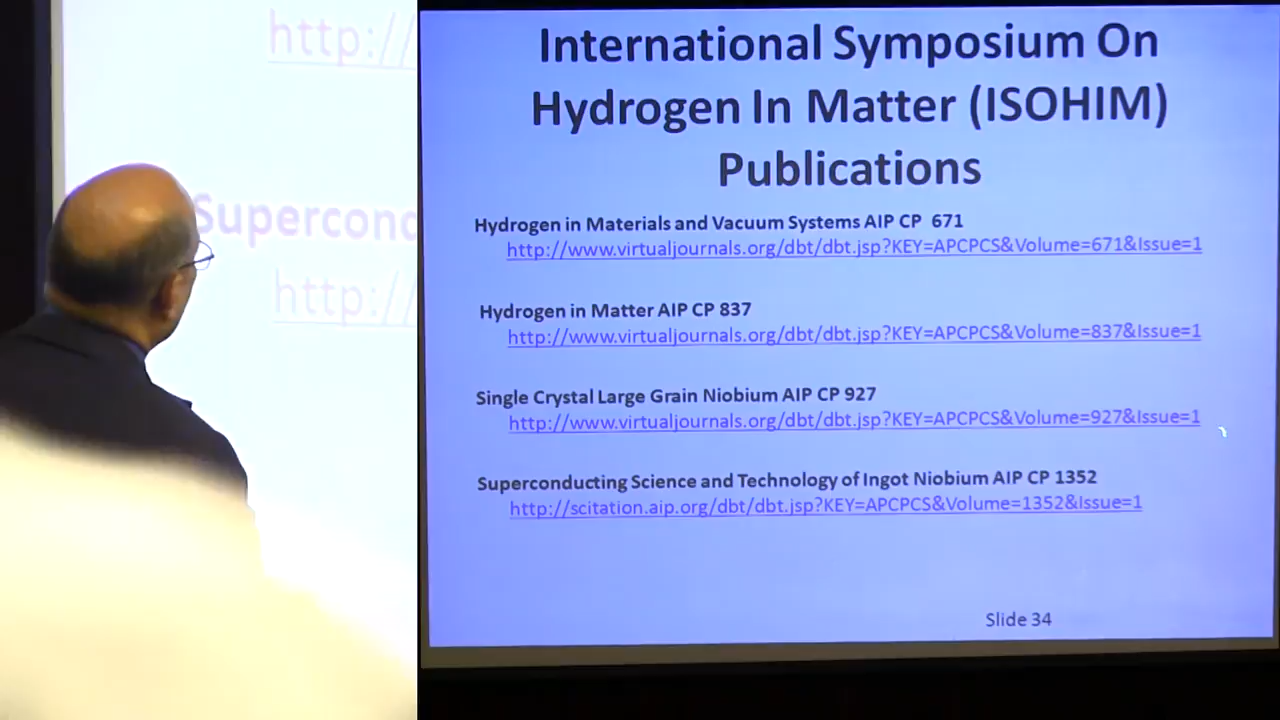 http://
Supercond
http://
International Symposium On
Hydrogen In Matter (ISOHIM)
Publications
Hydrogen in Materials and Vacuum Systems AIP CP 671
http://www.virtualjournals.org/dbt/dbt.jsp?KEY=APCPCS&Volume=671&Issue=1
Hydrogen in Matter AIP CP 837
http://www.virtualjournals.org/dbt/dbt.jsp?KEY=APCPCS&Volume=837&Issue=1
Single Crystal Large Grain Niobium AIP CP 927
http://www.virtualjournals.org/dbt/dbt.jsp?KEY=APCPCS&Volume=927&Issue=1
Superconducting Science and Technology of Ingot Niobium AIP CP 1352
http://scitation.aip.org/dbt/dbt.jsp?KEY=APCPCS&Volume=1352&Issue=1
Slide 34